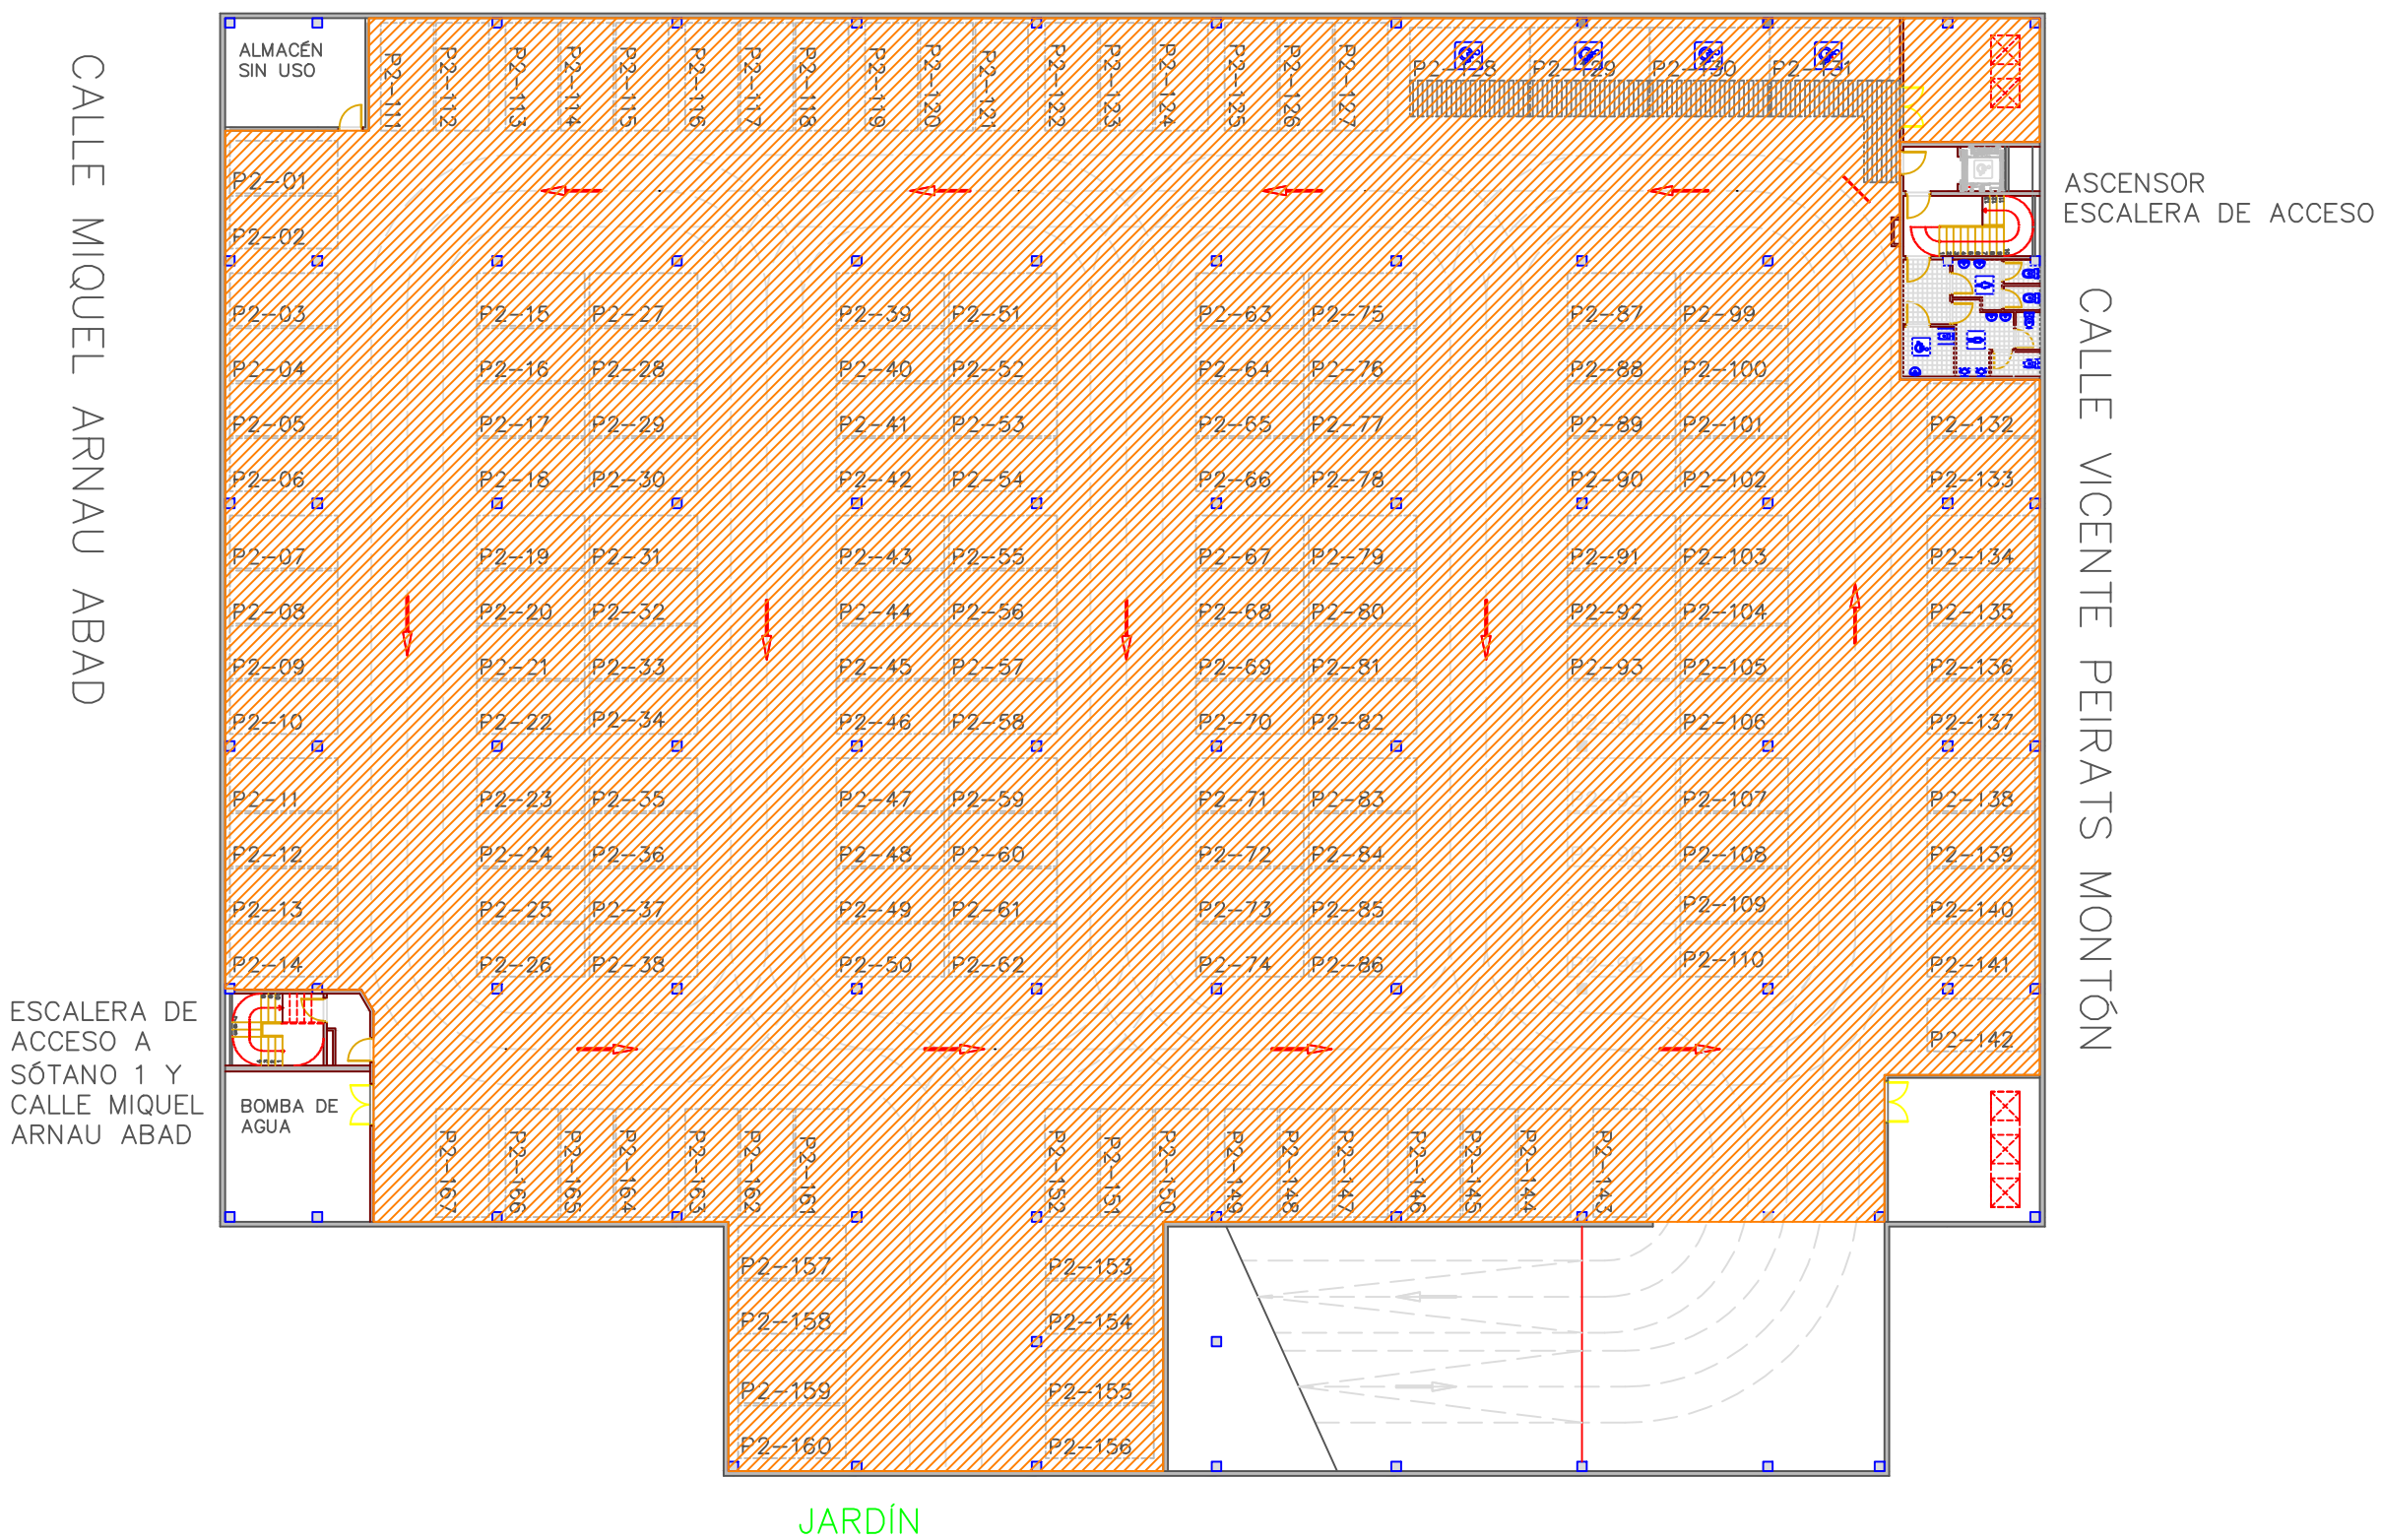 CALLE MIQUEL ARNAU ABAD
ALMACÉN
SIN USO
P2--111
P2--112
P2--113
P2--114
P2--115
P2--116
P2--117
P2--118
P2--119
P2--120
P2--121
P2--122
P2--123
P2--124
P2--125
P2--126
P2--127
P2--128
P2--129
P2--130
P2--131
ASCENSOR
ESCALERA DE ACCESO
CALLE VICENTE PEIRATS MONTÓN
P2--01
P2--02
P2--03 P2--15 P2--27 P2--39 P2--51 P2--63 P2--75 P2--87 P2--99
P2--04 P2--16 P2--28 P2--40 P2--52 P2--64 P2--76 P2--88 P2--100
P2--05 P2--17 P2--29 P2--41 P2--53 P2--65 P2--77 P2--89 P2--101 P2--132
P2--06 P2--18 P2--30 P2--42 P2--54 P2--66 P2--78 P2--90 P2--102 P2--133
P2--07 P2--19 P2--31 P2--43 P2--55 P2--67 P2--79 P2--91 P2--103 P2--134
P2--08 P2--20 P2--32 P2--44 P2--56 P2--68 P2--80 P2--92 P2--104 P2--135
P2--09 P2--21 P2--33 P2--45 P2--57 P2--69 P2--81 P2--93 P2--105 P2--136
P2--10 P2--22 P2--34 P2--46 P2--58 P2--70 P2--82 P2--106 P2--137
P2--11 P2--23 P2--35 P2--47 P2--59 P2--71 P2--83 P2--107 P2--138
P2--12 P2--24 P2--36 P2--48 P2--60 P2--72 P2--84 P2--108 P2--139
P2--13 P2--25 P2--37 P2--49 P2--61 P2--73 P2--85 P2--109 P2--140
P2--14 P2--26 P2--38 P2--50 P2--62 P2--74 P2--86 P2--110 P2--141
P2--142
ESCALERA DE
ACCESO A
SÓTANO 1 Y
CALLE MIQUEL
ARNAU ABAD
BOMBA DE
AGUA
P2--167
P2--166
P2--165
P2--164
P2--163
P2--162
P2--161
P2--152
P2--151
P2--150
P2--149
P2--148
P2--147
P2--146
P2--145
P2--144
P2--143
P2--157 P2--153
P2--158 P2--154
P2--159 P2--155
P2--160 P2--156
JARDÍN